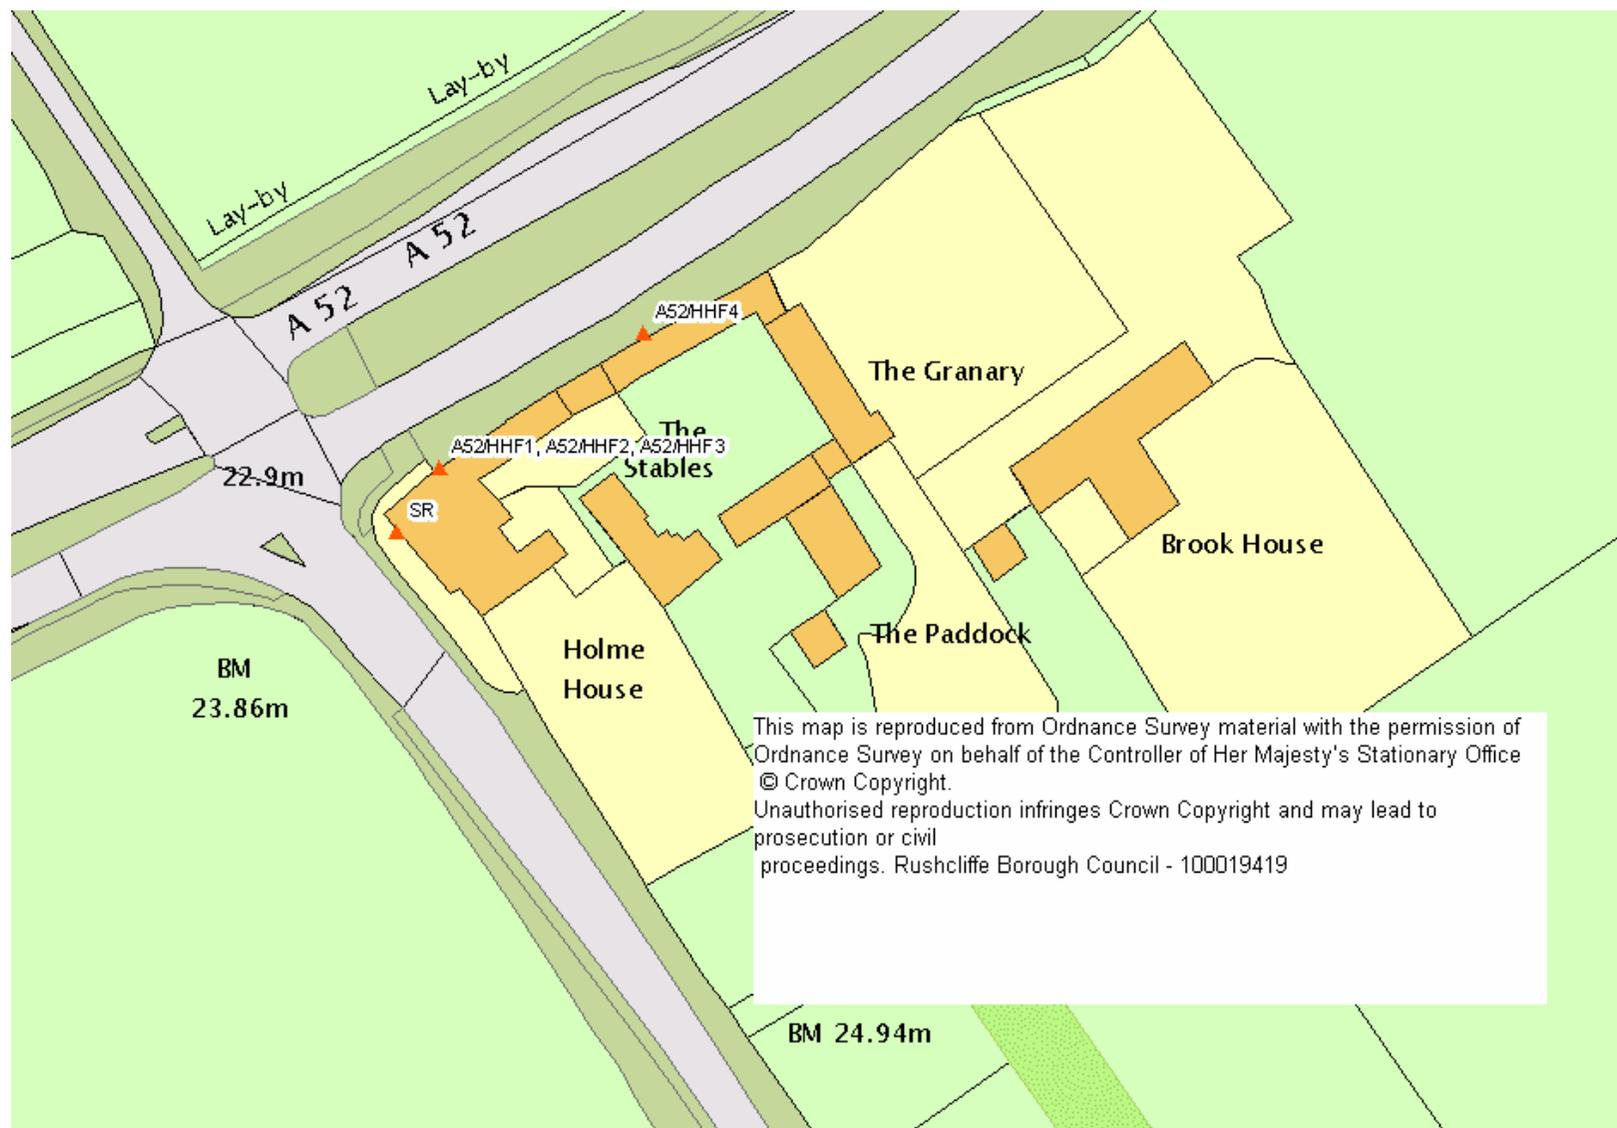 Lay-by
Lay-by
A 52
A 52
A52/HHF4
The Granary
The
A52/HHF1, A52/HHF2, A52/HHF3
Stables
22.9m
SR
Brook House
The Paddock
Holme
House
BM
23.86m
This map is reproduced from Ordnance Survey material with the permission of
Ordnance Survey on behalf of the Controller of Her Majesty's Stationary Office
© Crown Copyright.
Unauthorised reproduction infringes Crown Copyright and may lead to
prosecution or civil
proceedings. Rushcliffe Borough Council - 100019419
BM 24.94m